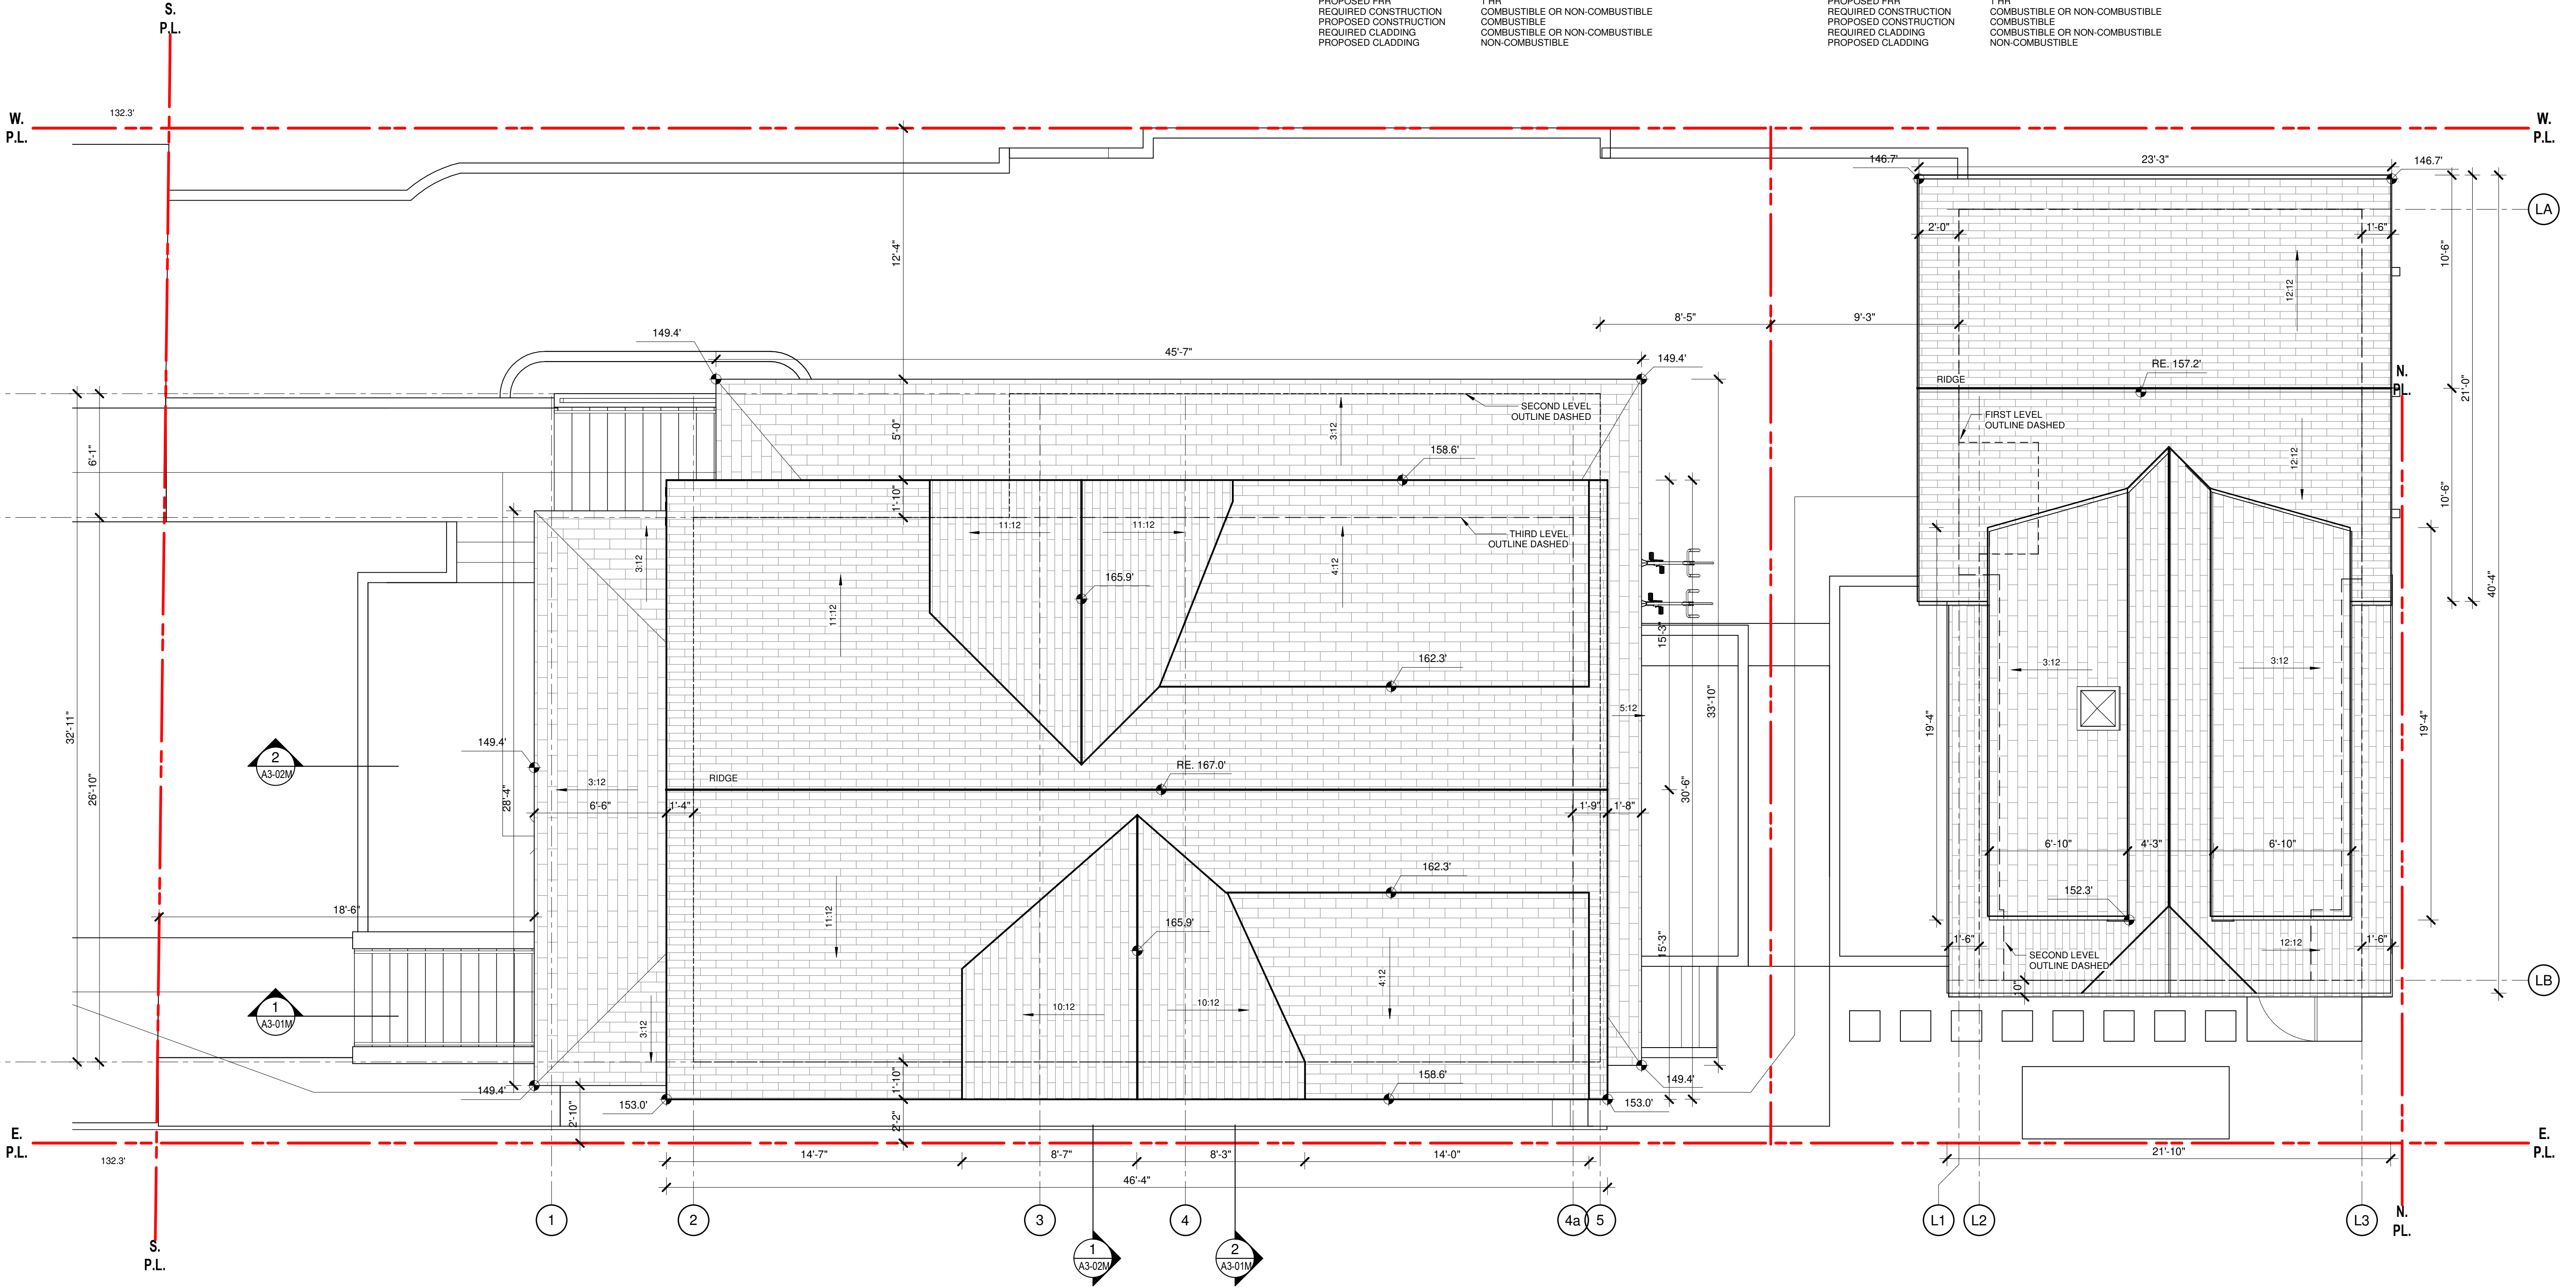 PROPOSED FRR 1 HR
REQUIRED CONSTRUCTION COMBUSTIBLE OR NON-COMBUSTIBLE
PROPOSED CONSTRUCTION COMBUSTIBLE
REQUIRED CLADDING COMBUSTIBLE OR NON-COMBUSTIBLE
PROPOSED CLADDING NON-COMBUSTIBLE
PROPOSED FRR 1 HR
REQUIRED CONSTRUCTION COMBUSTIBLE OR NON-COMBUSTIBLE
PROPOSED CONSTRUCTION COMBUSTIBLE
REQUIRED CLADDING COMBUSTIBLE OR NON-COMBUSTIBLE
PROPOSED CLADDING NON-COMBUSTIBLE
S.
P.L.
W.
P.L.
132.3'
W.
P.L.
146.7'
23'-3"
146.7'
LA
2'-0"
1'-6"
12'-4"
10'-6"
12:12
8'-5"
9'-3"
149.4'
45'-7"
149.4'
RE. 157.2'
RIDGE
N.
PL.
21'-0"
SECOND LEVEL
OUTLINE DASHED
FIRST LEVEL
OUTLINE DASHED
5'-0"
3:12
6'-1"
158.6'
12:12
10'-6"
1'-10"
11:12
11:12
THIRD LEVEL
OUTLINE DASHED
3:12
4:12
165.9'
11:12
40'-4"
15'-3"
162.3'
3:12
3:12
33'-10"
5:12
19'-4"
19'-4"
32'-11"
26'-10"
149.4'
2
A3-02M
3:12
28'-4"
6'-6"
1'-4"
RIDGE
RE. 167.0'
30'-6"
1'-9"
1'-8"
6'-10"
4'-3"
6'-10"
162.3'
152.3'
18'-6"
11:12
165.9'
15'-3"
1'-6"
12:12
1'-6"
SECOND LEVEL
OUTLINE DASHED
4:12
10"
LB
1
A3-01M
10:12
10:12
3:12
1'-10"
158.6'
149.4'
149.4'
153.0'
153.0'
2'-10"
2'-2"
E.
P.L.
132.3'
E.
P.L.
14'-7"
8'-7"
8'-3"
14'-0"
21'-10"
46'-4"
1
2
3
4
4a
5
L1
L2
L3
N.
PL.
S.
P.L.
1
A3-02M
2
A3-01M